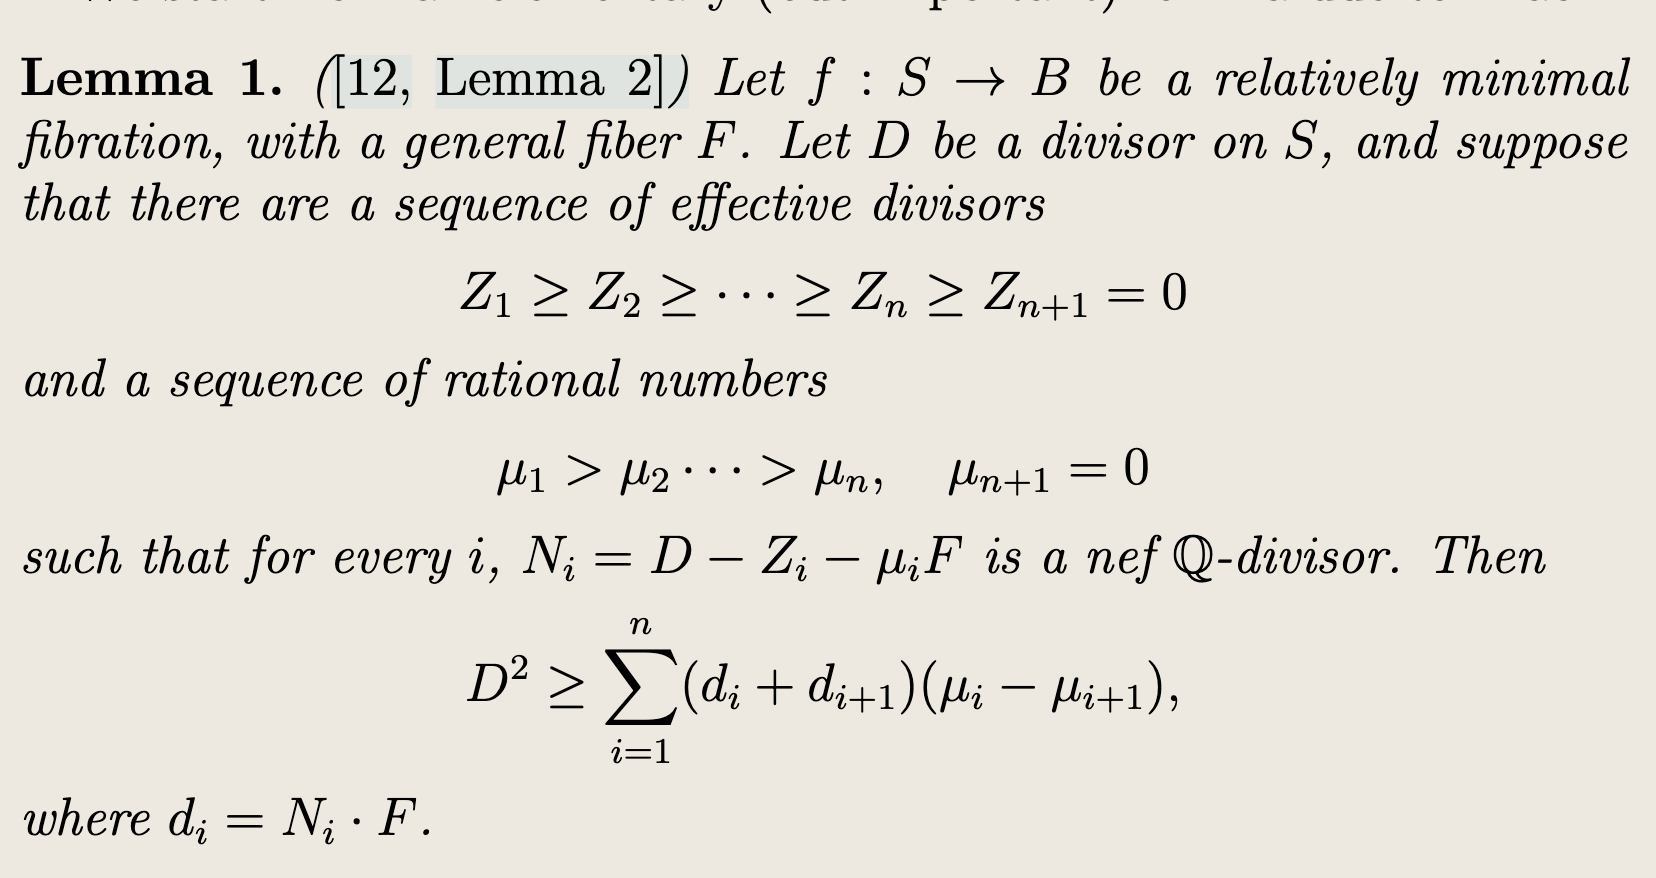 Lemma 1. ([12, Lemma 2]) Let f : S → B be a relatively minimal
fibration, with a general fiber F. Let D be a divisor on S, and suppose
that there are a sequence of effective divisors
Z₁ ≥ Z₂ ≥ ⋯ ≥ Zₙ ≥ Zₙ₊₁ = 0
and a sequence of rational numbers
μ₁ > μ₂ ⋯ > μₙ, μₙ₊₁ = 0
such that for every i, Nᵢ = D − Zᵢ − μᵢF is a nef ℚ-divisor. Then
D² ≥ ∑ᵢ₌₁ⁿ (dᵢ + dᵢ₊₁)(μᵢ − μᵢ₊₁),
where dᵢ = Nᵢ · F.